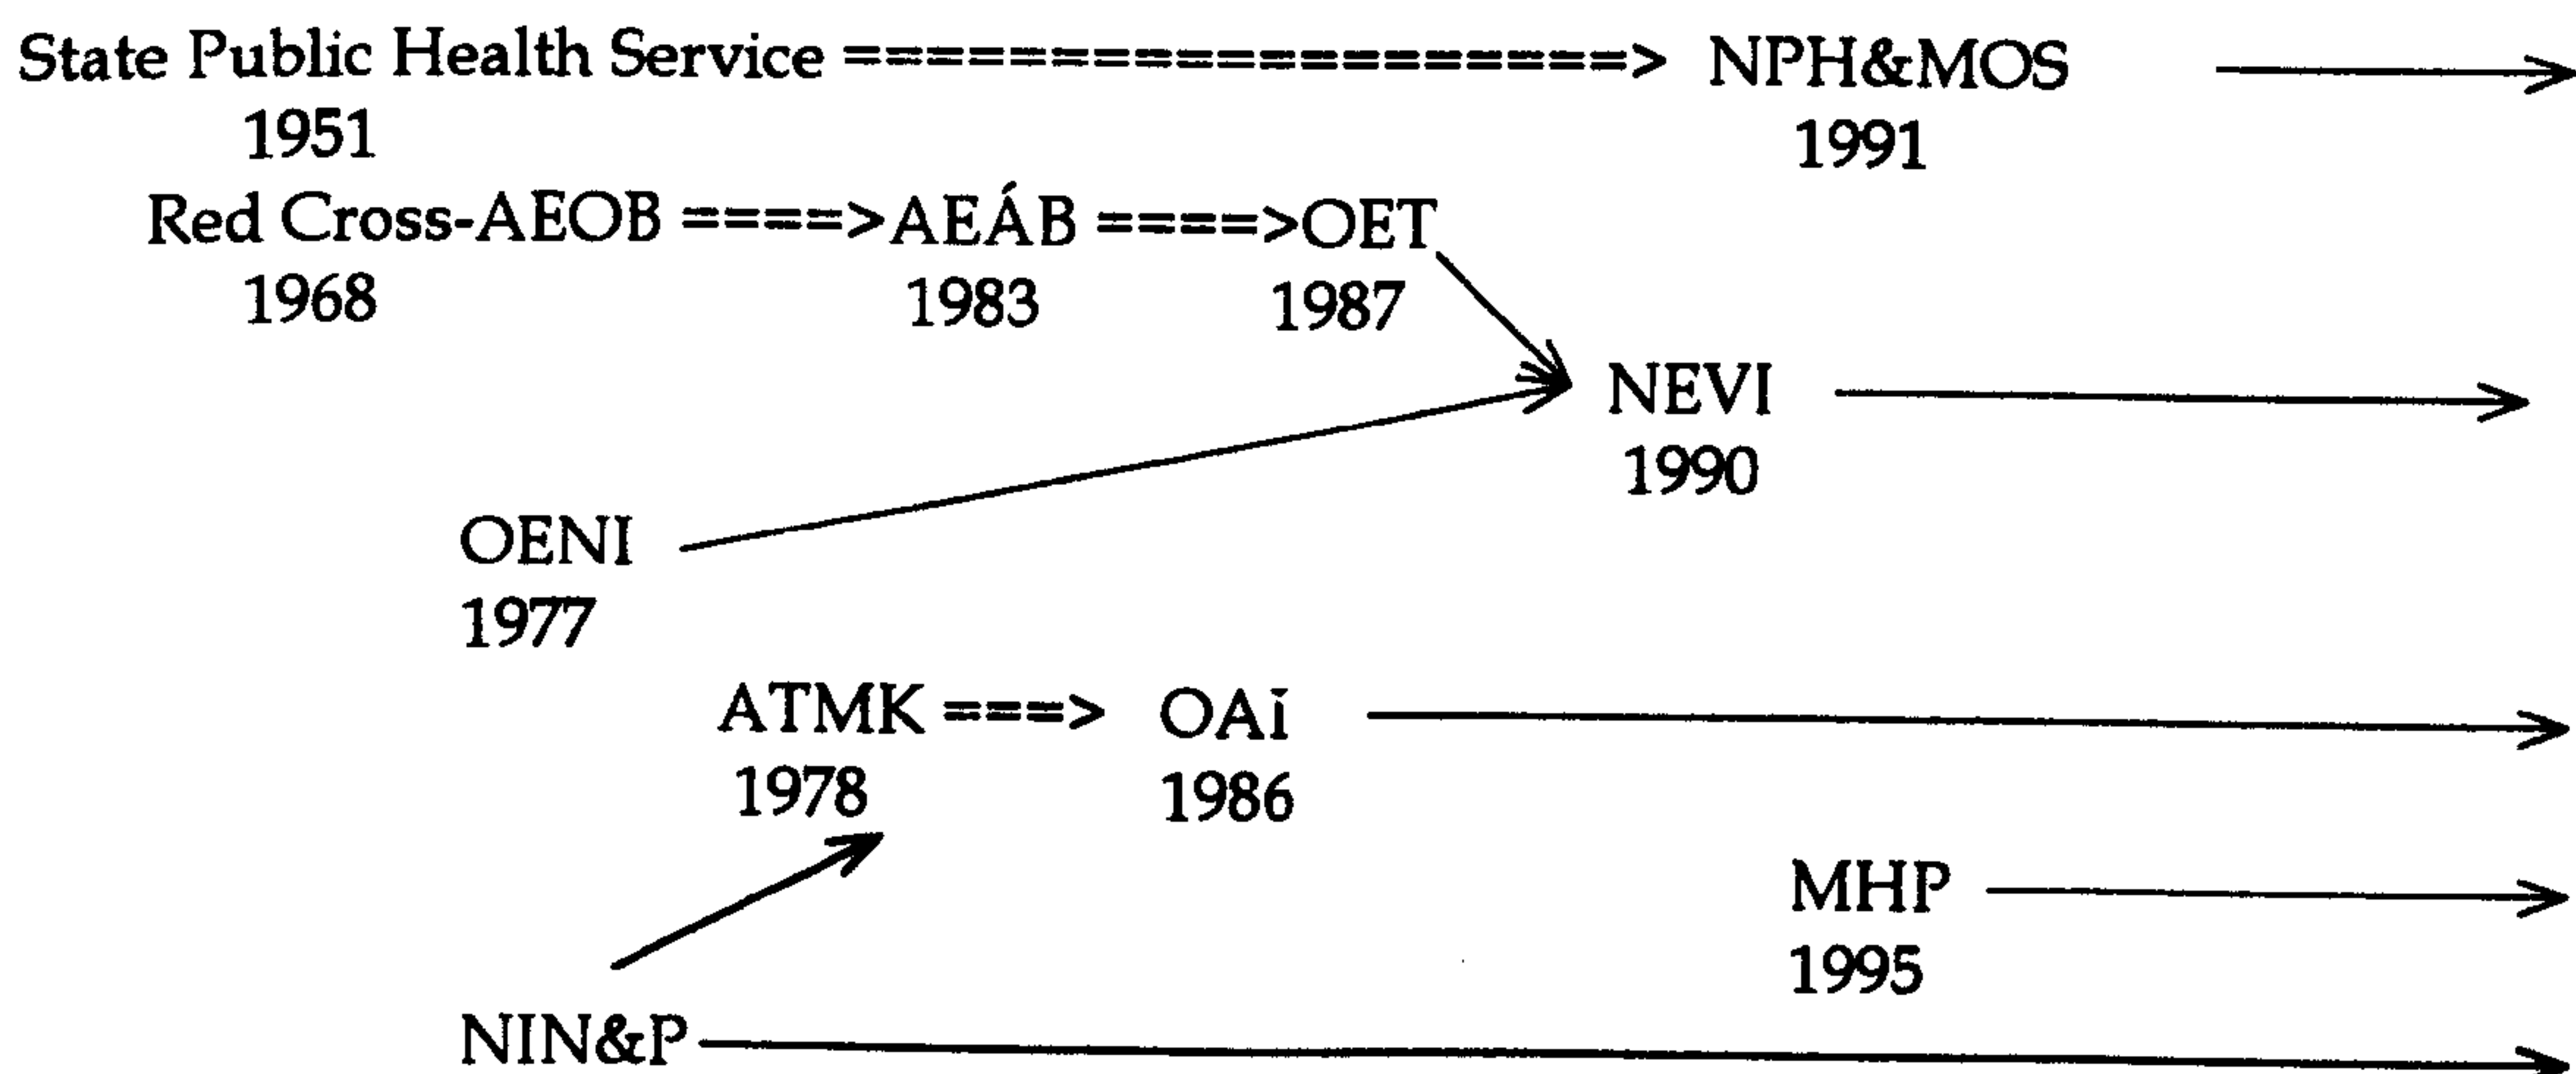 State Public Health Service ===================> NPH&MOS
1951 1991
Red Cross-AEOB ====>AEÁB ====>OET
1968 1983 1987
NEVI
1990
OENI
1977
ATMK ===> OAÍ
1978 1986
MHP
1995
NIN&P